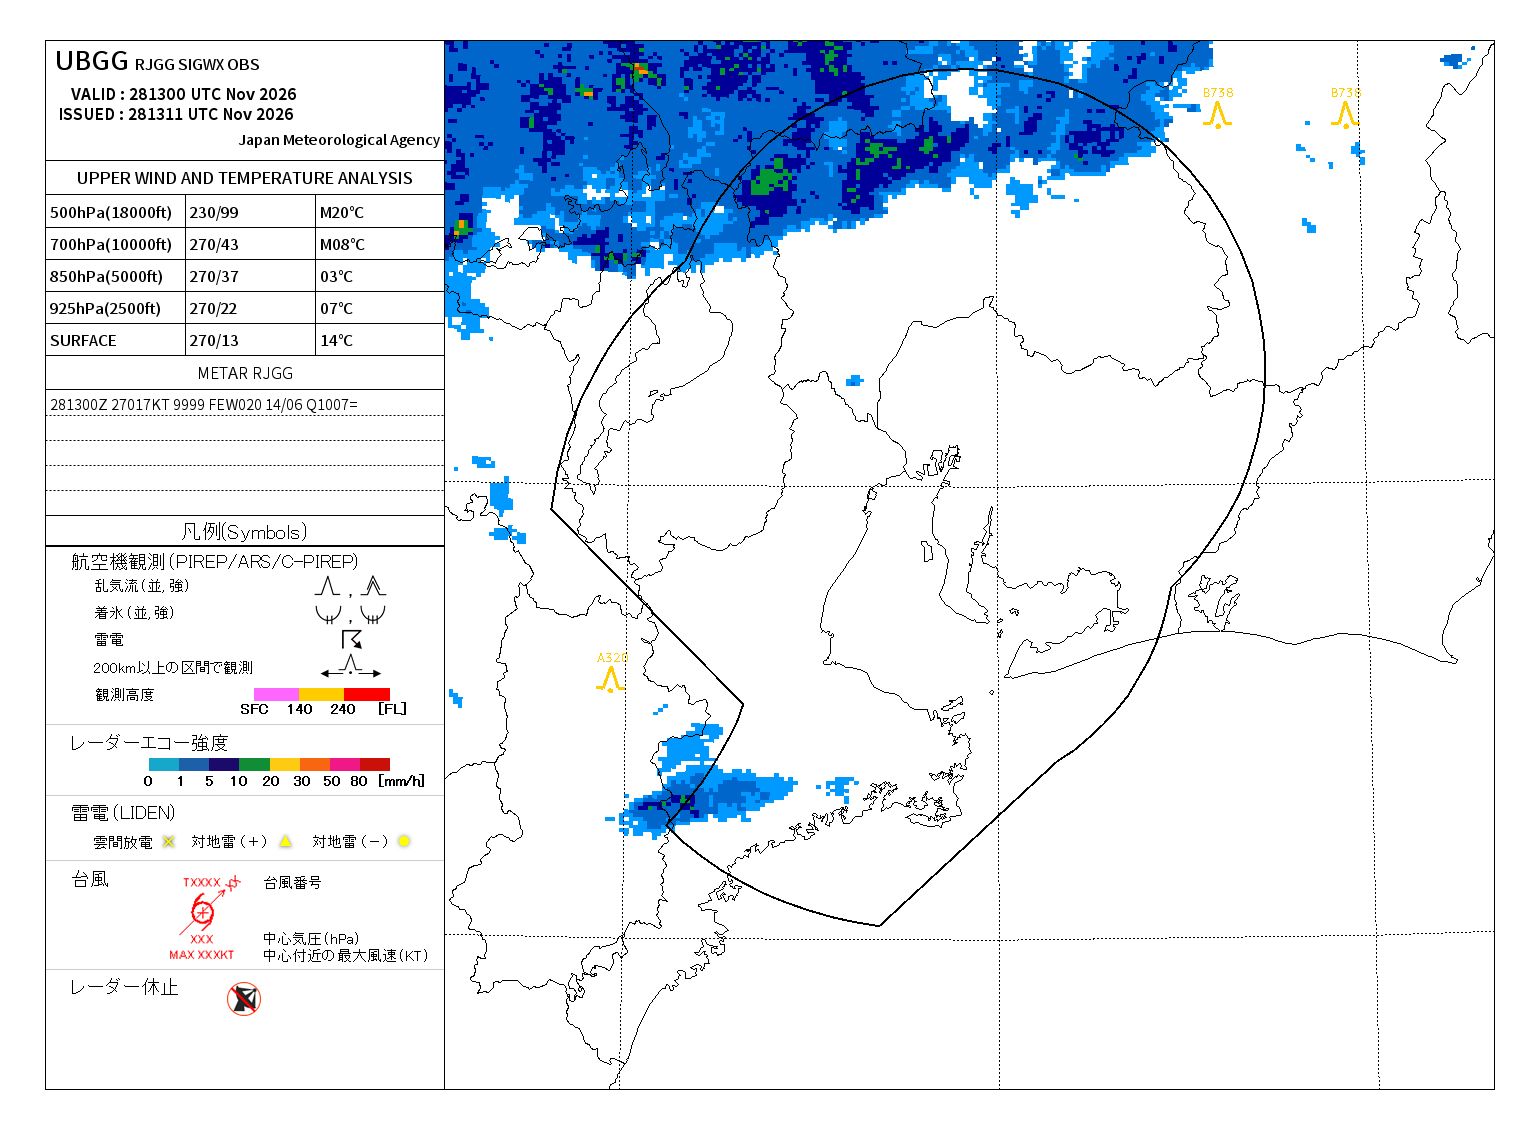 UBGG RJGG SIGWX OBS
VALID : 281300 UTC Nov 2026
ISSUED : 281311 UTC Nov 2026
Japan Meteorological Agency
UPPER WIND AND TEMPERATURE ANALYSIS
500hPa(18000ft) 230/99 M20℃
700hPa(10000ft) 270/43 M08℃
850hPa(5000ft) 270/37 03℃
925hPa(2500ft) 270/22 07℃
SURFACE 270/13 14℃
METAR RJGG
281300Z 27017KT 9999 FEW020 14/06 Q1007=
凡例(Symbols)
航空機観測(PIREP/ARS/C-PIREP)
乱気流(並,強) ,
着氷(並,強) ,
雷電
200km以上の区間で観測
観測高度
SFC 140 240 [FL]
レーダーエコー強度
0 1 5 10 20 30 50 80 [mm/h]
雷電(LIDEN)
雲間放電 対地雷(+) 対地雷(-)
台風
TXXXX 台風番号
XXX 中心気圧(hPa)
MAX XXXKT 中心付近の最大風速(KT)
レーダー休止
B738
B738
A320